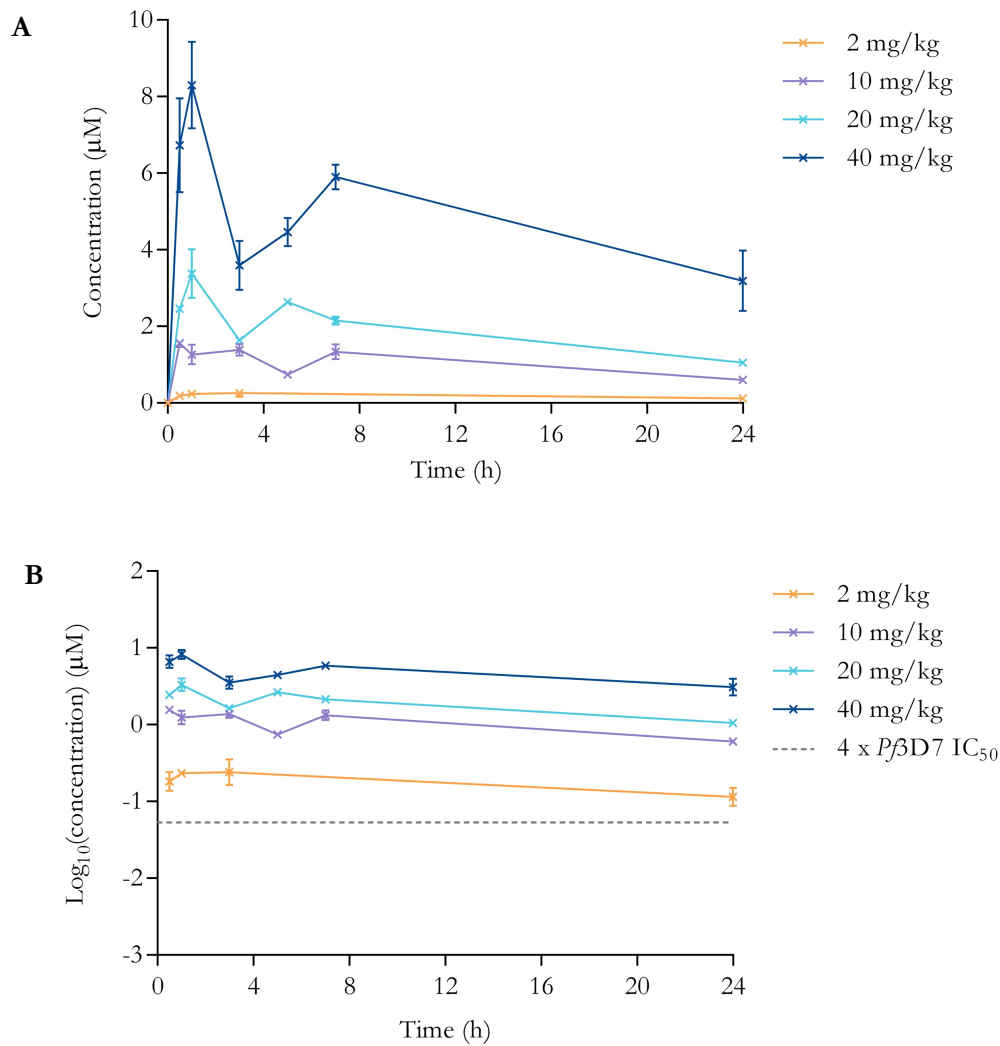 A
10
8
6
4
2
0
Concentration (μM)
0 4 8 12 16 20 24
Time (h)
2 mg/kg
10 mg/kg
20 mg/kg
40 mg/kg
B
2
1
0
-1
-2
-3
Log₁₀(concentration) (μM)
0 4 8 12 16 20 24
Time (h)
2 mg/kg
10 mg/kg
20 mg/kg
40 mg/kg
4 x Pf3D7 IC₅₀